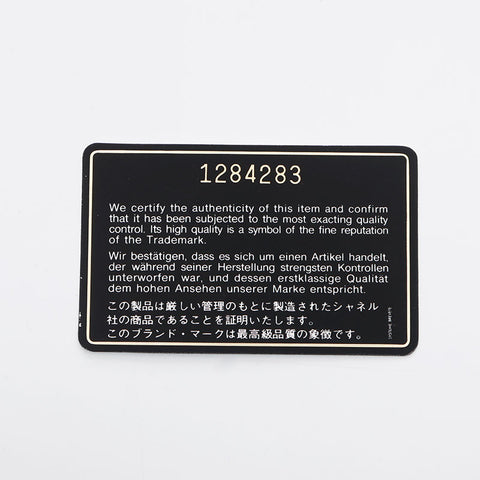 1284283
We certify the authenticity of this item and confirm
that it has been subjected to the most exacting quality
control. Its high quality is a symbol of the fine reputation
of the Trademark.
Wir bestätigen, dass es sich um einen Artikel handelt,
der während seiner Herstellung strengsten Kontrollen
unterworfen war, und dessen erstklassige Qualität
dem hohen Ansehen unserer Marke entspricht.
この製品は厳しい管理のもとに製造されたシャネル
社の商品であることを証明いたします。
このブランド・マークは最高級品質の象徴です。